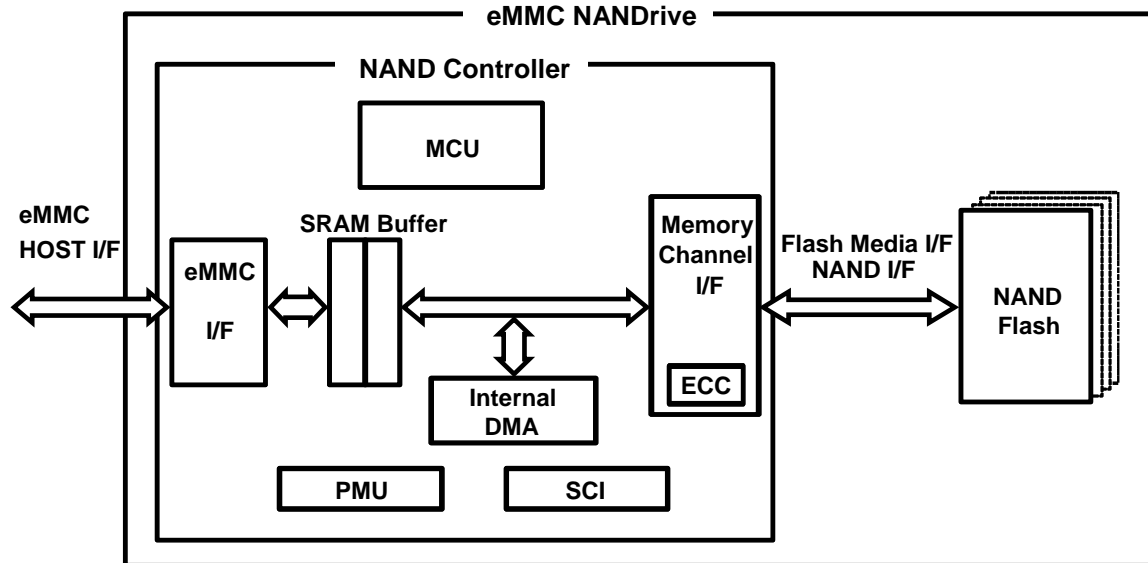 eMMC NANDrive
NAND Controller
MCU
eMMC
HOST I/F
SRAM Buffer
eMMC
I/F
Memory
Channel
I/F
ECC
Flash Media I/F
NAND I/F
NAND
Flash
Internal
DMA
PMU
SCI